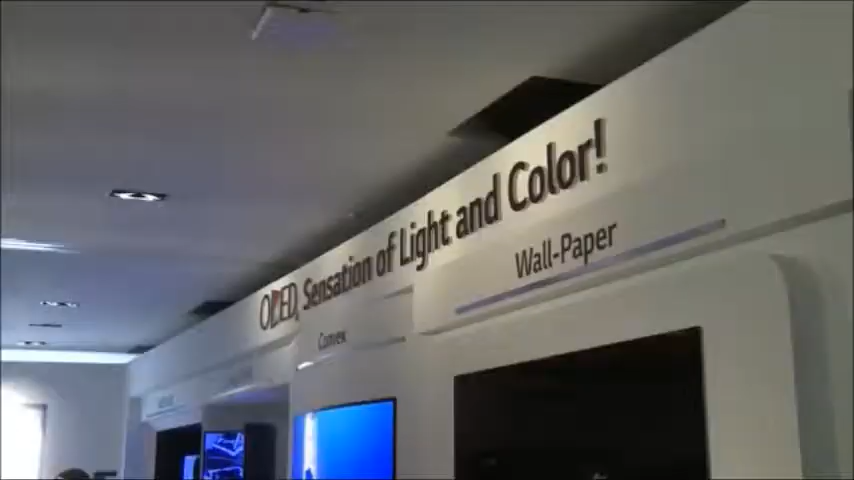 OLED, Sensation of Light and Color!
Convex
Wall-Paper